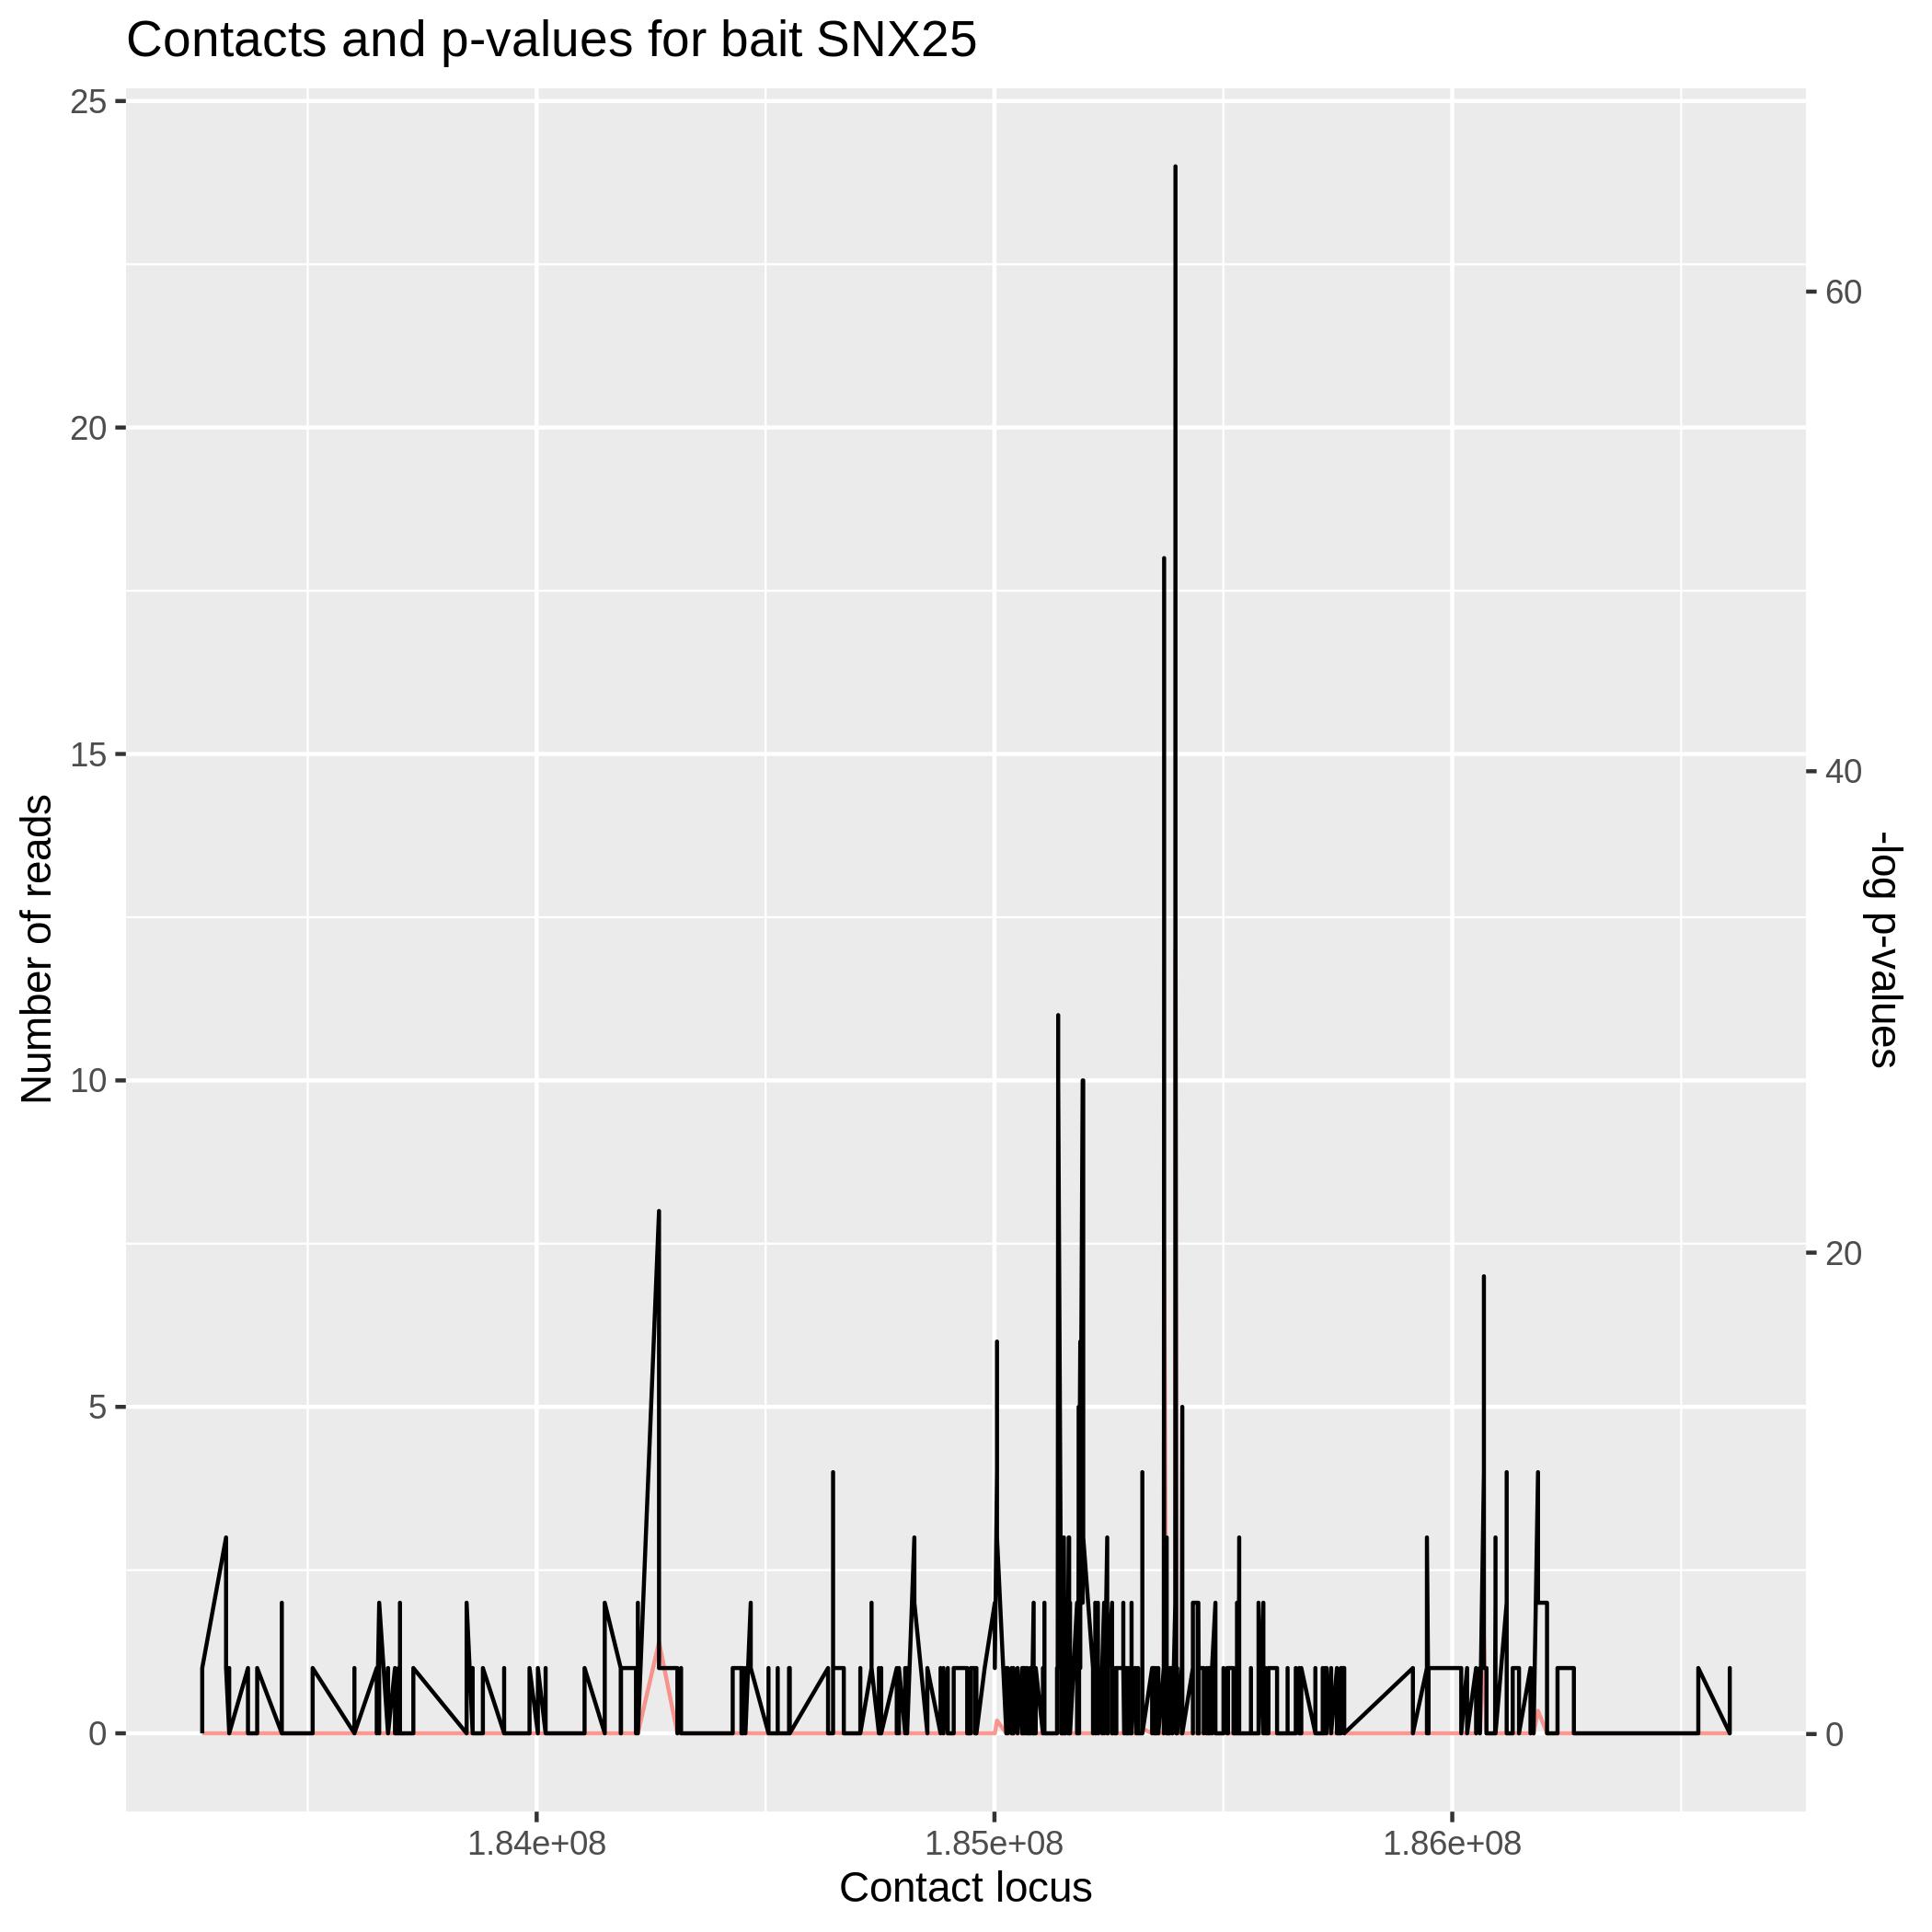 Contacts and p-values for bait SNX25
25
20
15
10
5
0
Number of reads
60
40
20
0
-log p-values
1.84e+08
1.85e+08
1.86e+08
Contact locus